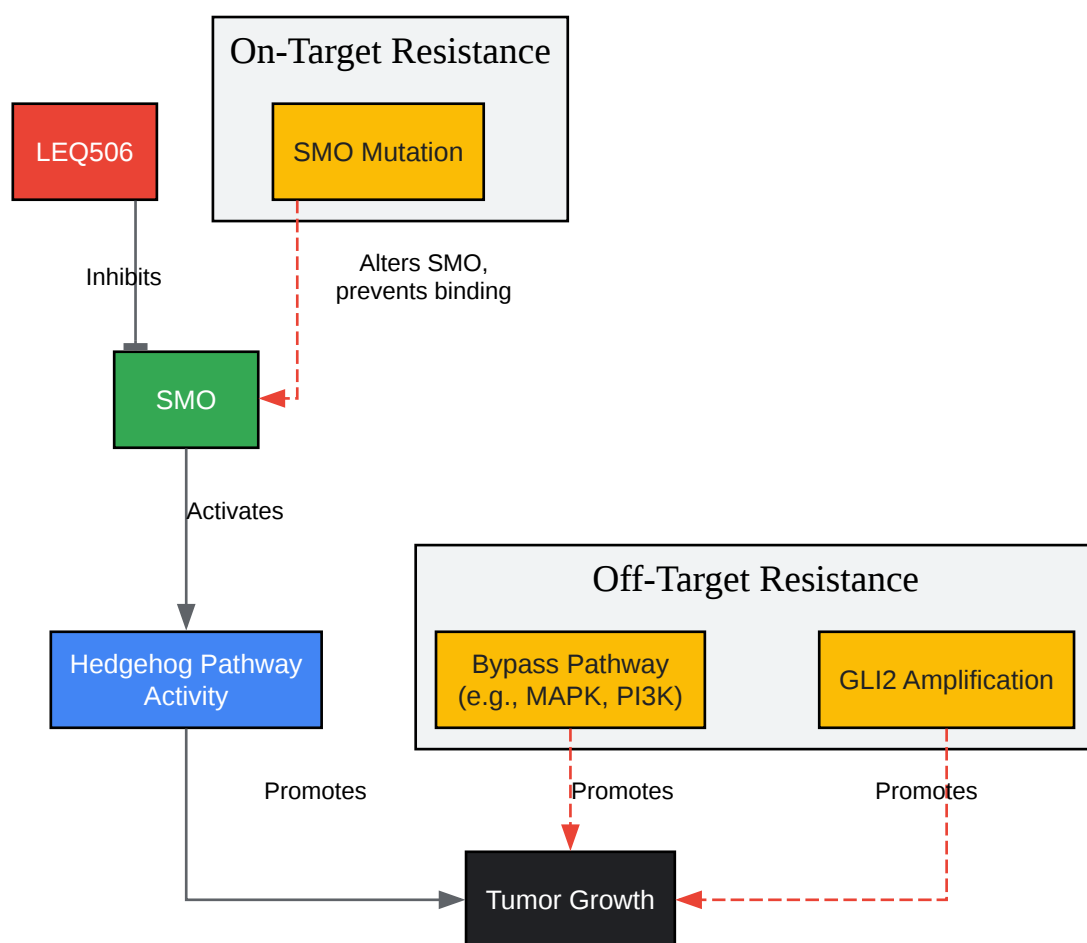 On-Target Resistance
LEQ506
SMO Mutation
Inhibits
Alters SMO,
prevents binding
SMO
Activates
Off-Target Resistance
Hedgehog Pathway
Activity
Bypass Pathway
(e.g., MAPK, PI3K)
GLI2 Amplification
Promotes
Promotes
Promotes
Tumor Growth